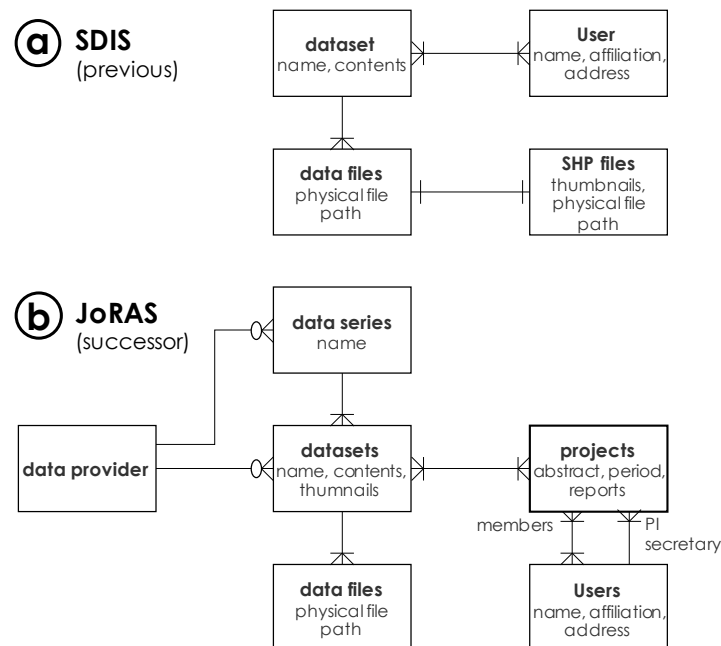 a SDIS
(previous)
dataset
name, contents
User
name, affiliation,
address
data files
physical file
path
SHP files
thumbnails,
physical file
path
b JoRAS
(successor)
data series
name
data provider
datasets
name, contents,
thumnails
projects
abstract, period,
reports
members
PI
secretary
data files
physical file
path
Users
name, affiliation,
address